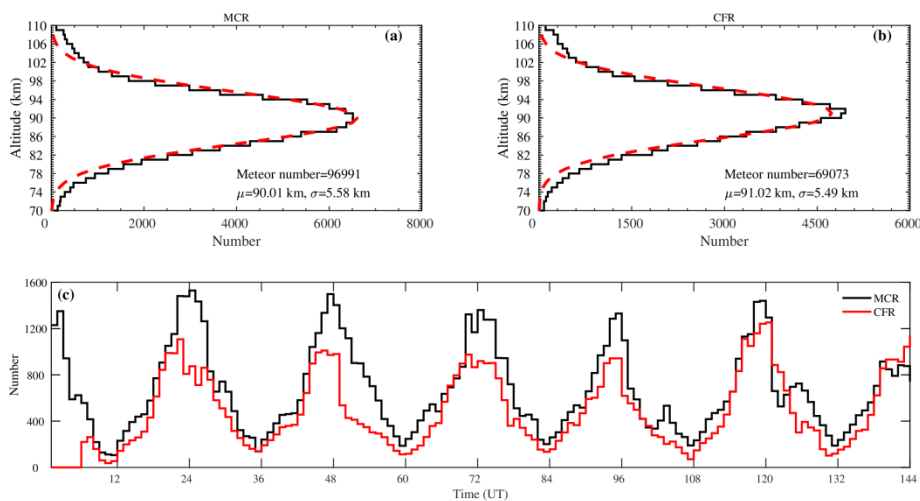 MCR
CFR
(a)
(b)
110
106
102
98
94
90
86
82
78
74
70
Altitude (km)
Meteor number=96991
μ=90.01 km, σ=5.58 km
0 2000 4000 6000 8000
Number
110
106
102
98
94
90
86
82
78
74
70
Altitude (km)
Meteor number=69073
μ=91.02 km, σ=5.49 km
0 1500 3000 4500 6000
Number
(c)
MCR
CFR
1600
1200
800
400
0
Number
12 24 36 48 60 72 84 96 108 120 132 144
Time (UT)